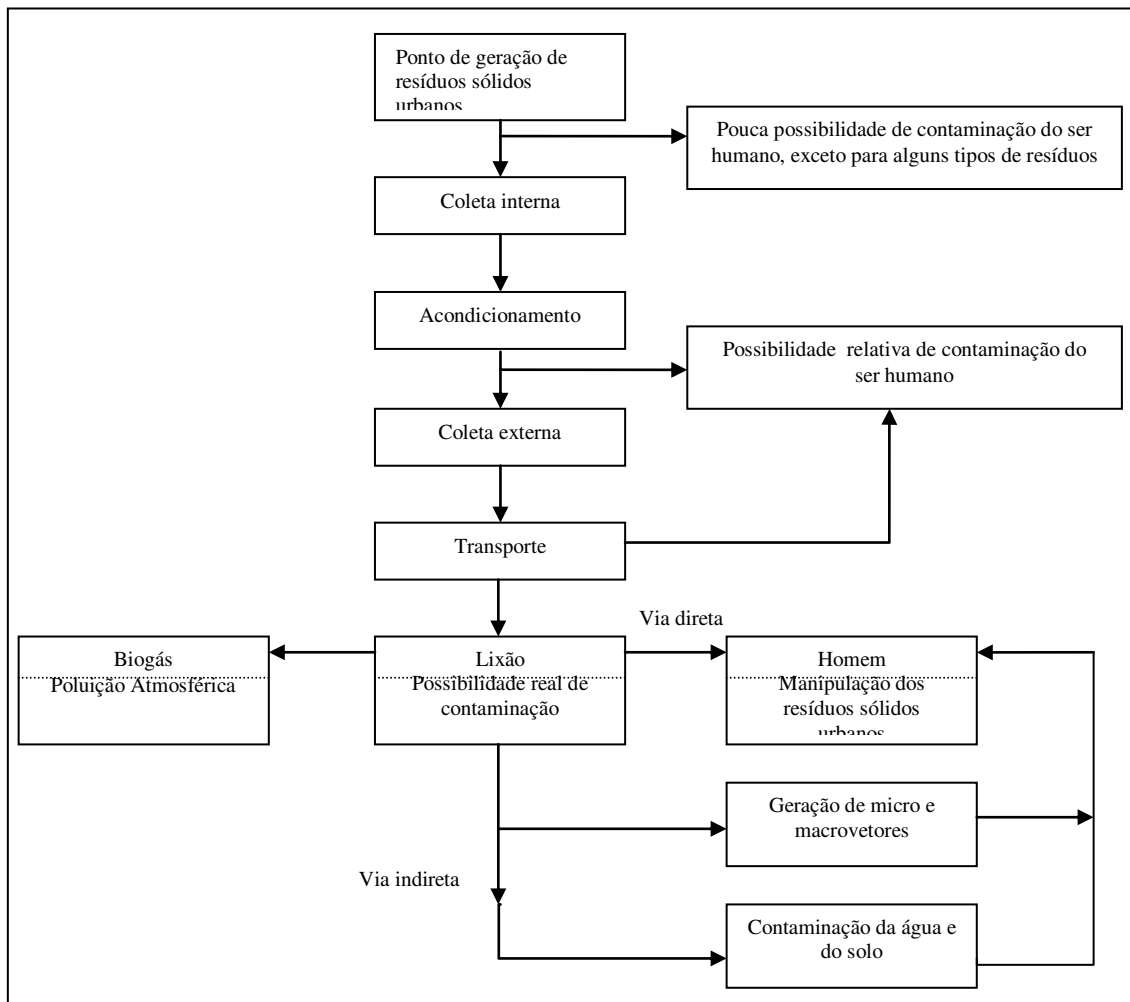 Ponto de geração de
resíduos sólidos
urbanos
Pouca possibilidade de contaminação do ser
humano, exceto para alguns tipos de resíduos
Coleta interna
Acondicionamento
Possibilidade relativa de contaminação do
ser humano
Coleta externa
Transporte
Via direta
Biogás
Poluição Atmosférica
Lixão
Possibilidade real de
contaminação
Homem
Manipulação dos
resíduos sólidos
urbanos
Geração de micro e
macrovetores
Via indireta
Contaminação da água e
do solo